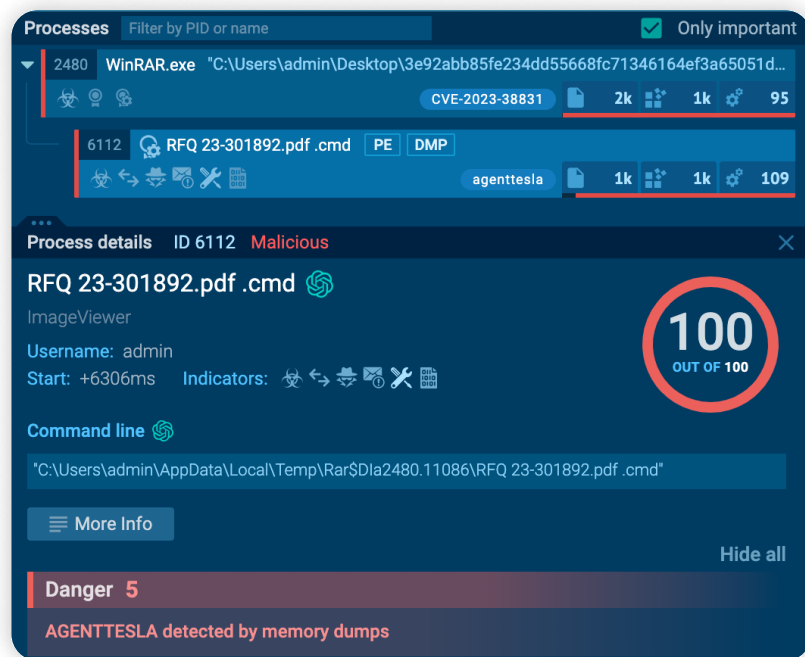 Processes Filter by PID or name Only important
2480 WinRAR.exe "C:\Users\admin\Desktop\3e92abb85fe234dd55668fc71346164ef3a65051d...
CVE-2023-38831 2k 1k 95
6112 RFQ 23-301892.pdf .cmd PE DMP
agenttesla 1k 1k 109
Process details ID 6112 Malicious
RFQ 23-301892.pdf .cmd
ImageViewer
Username: admin
Start: +6306ms Indicators:
100
OUT OF 100
Command line
"C:\Users\admin\AppData\Local\Temp\Rar$DIa2480.11086\RFQ 23-301892.pdf .cmd"
More Info
Hide all
Danger 5
AGENTTESLA detected by memory dumps